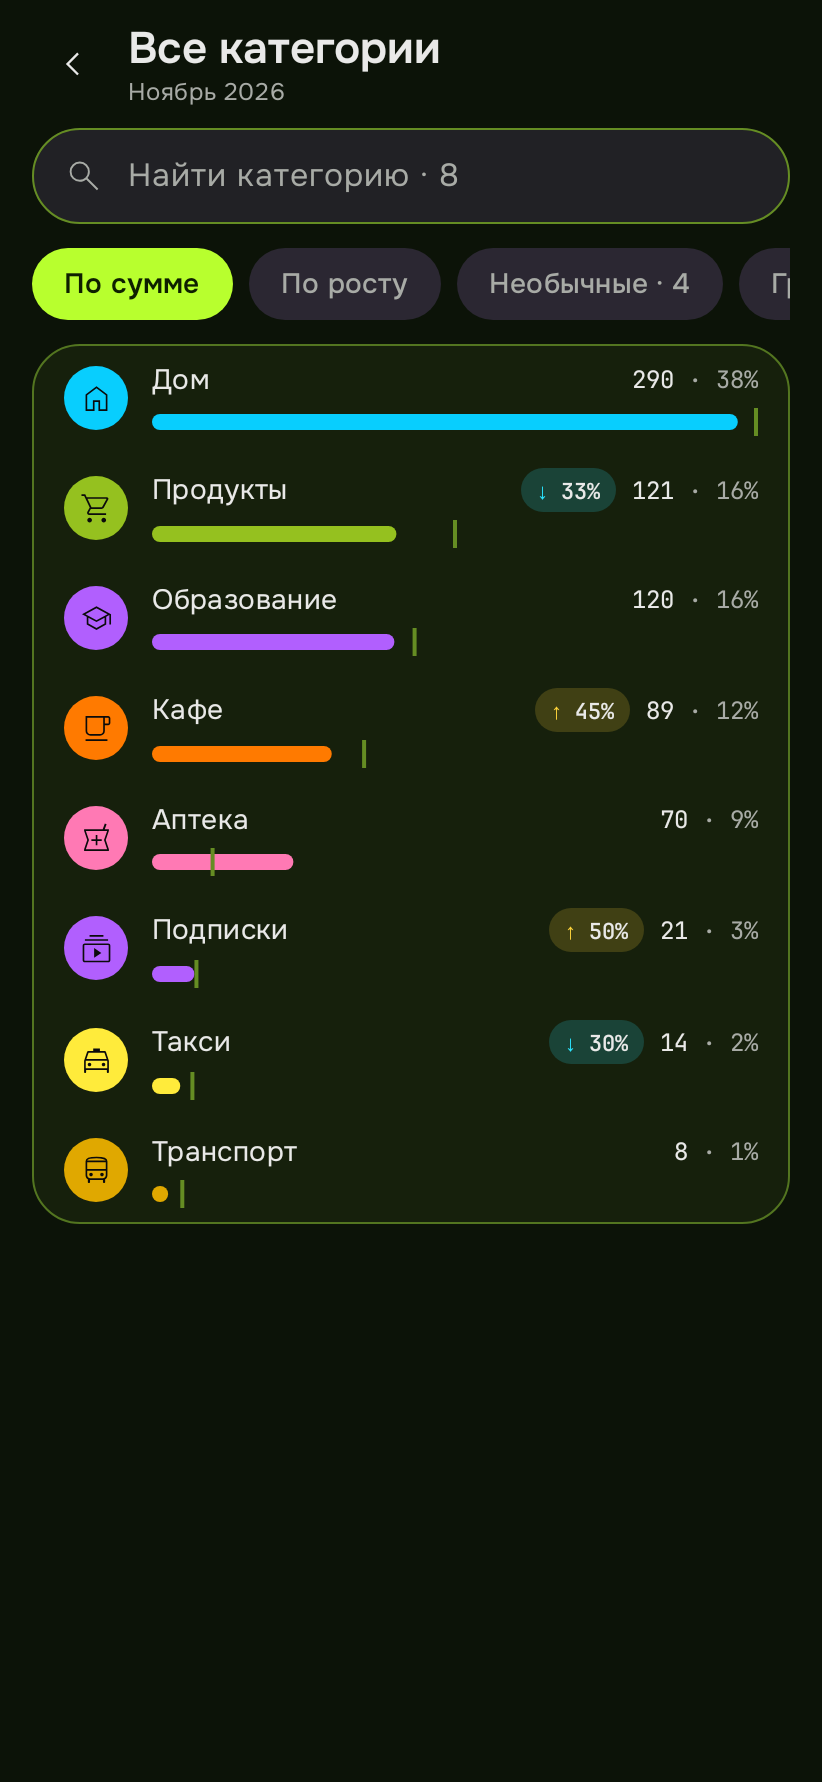 Все категории
Ноябрь 2026
Найти категорию · 8
По сумме По росту Необычные · 4
Дом 290 · 38%
Продукты ↓ 33% 121 · 16%
Образование 120 · 16%
Кафе ↑ 45% 89 · 12%
Аптека 70 · 9%
Подписки ↑ 50% 21 · 3%
Такси ↓ 30% 14 · 2%
Транспорт 8 · 1%